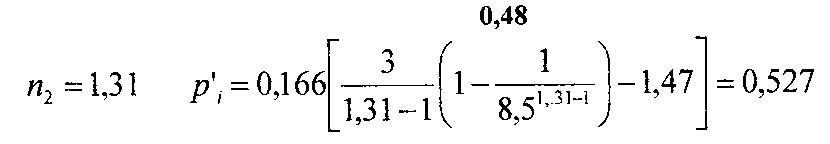 0,48
n₂ = 1,31 p'ᵢ = 0,166[3/(1,31−1)(1−1/8,5^(1,.31−1))−1,47] = 0,527